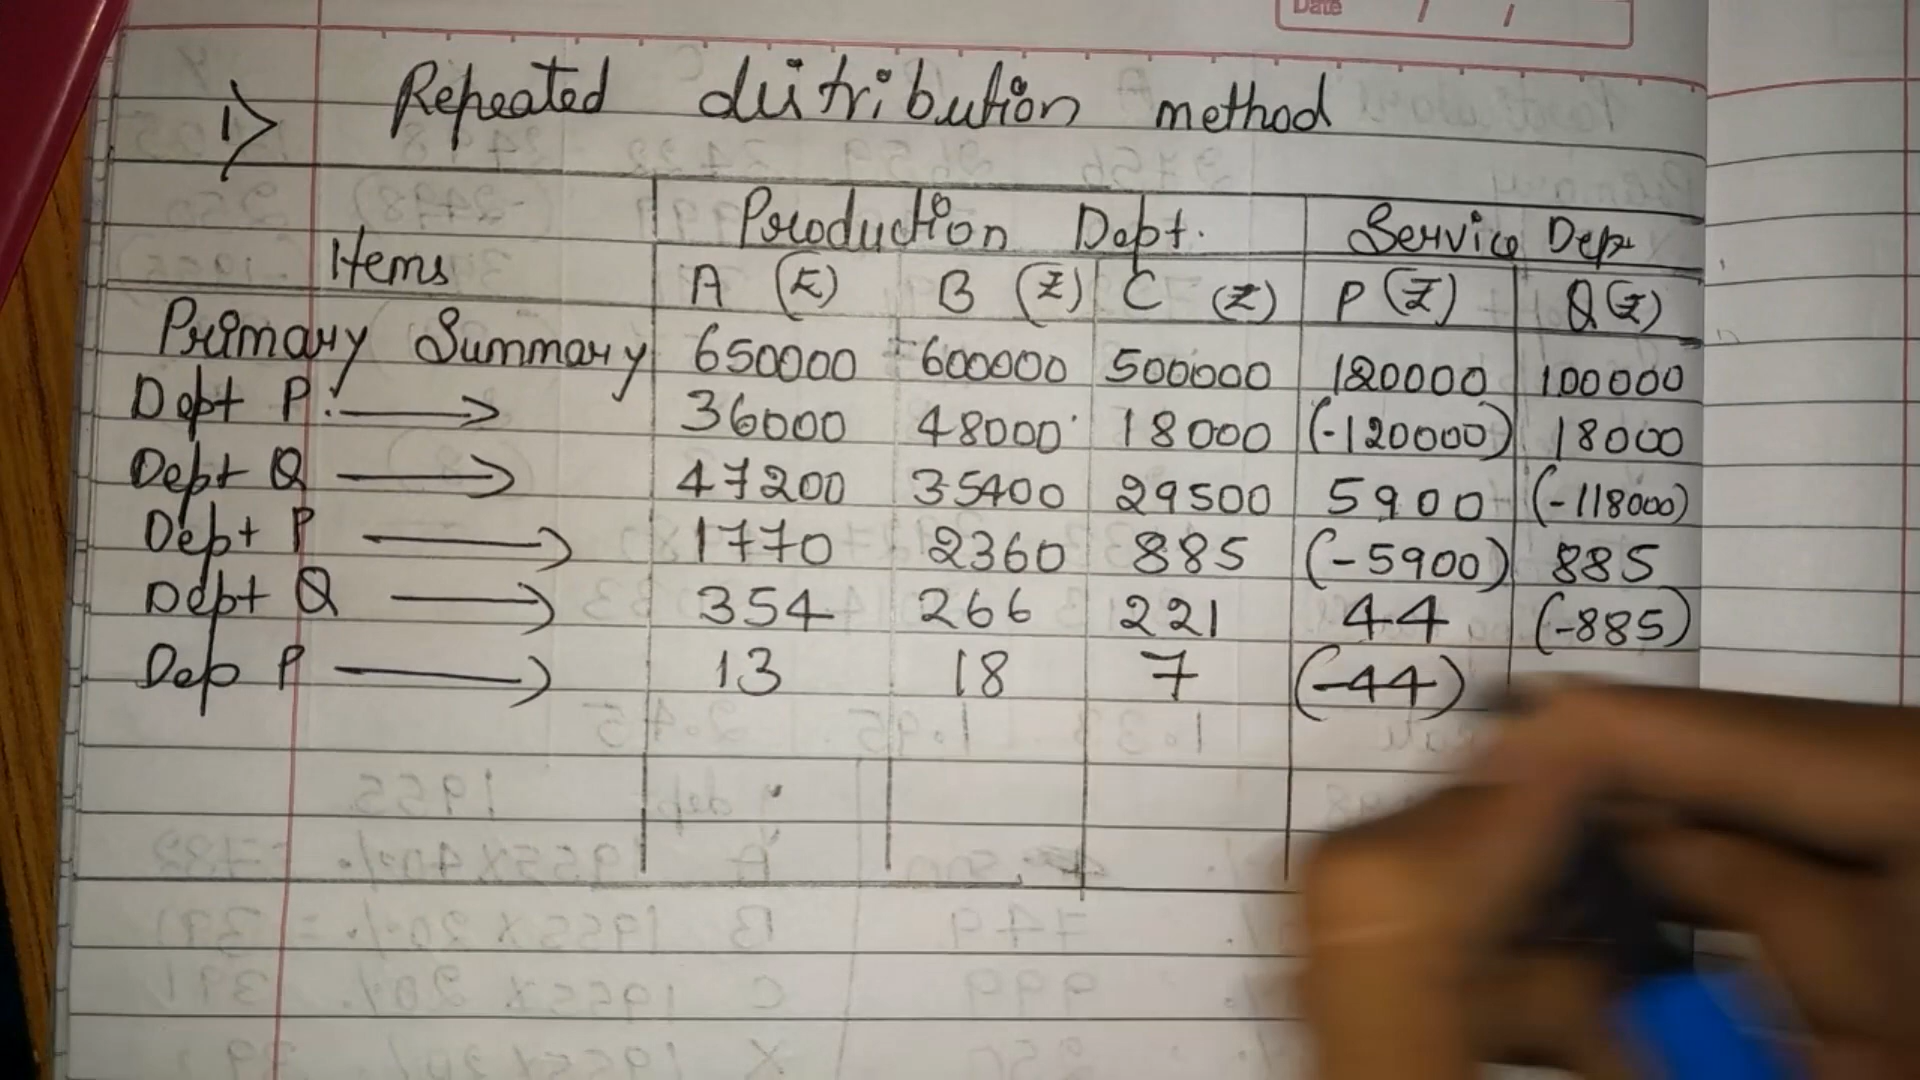 Date / /
1> Repeated distribution method
Items Production Dept. Service Dept
A (₹) B (₹) C (₹) P (₹) Q (₹)
Primary Summary 650000 600000 500000 120000 100000
Dept P: → 36000 48000 18000 (-120000) 18000
Dept Q → 47200 35400 29500 5900 (-118000)
Dept P → 1770 2360 885 (-5900) 885
Dept Q → 354 266 221 44 (-885)
Dep P → 13 18 7 (-44)